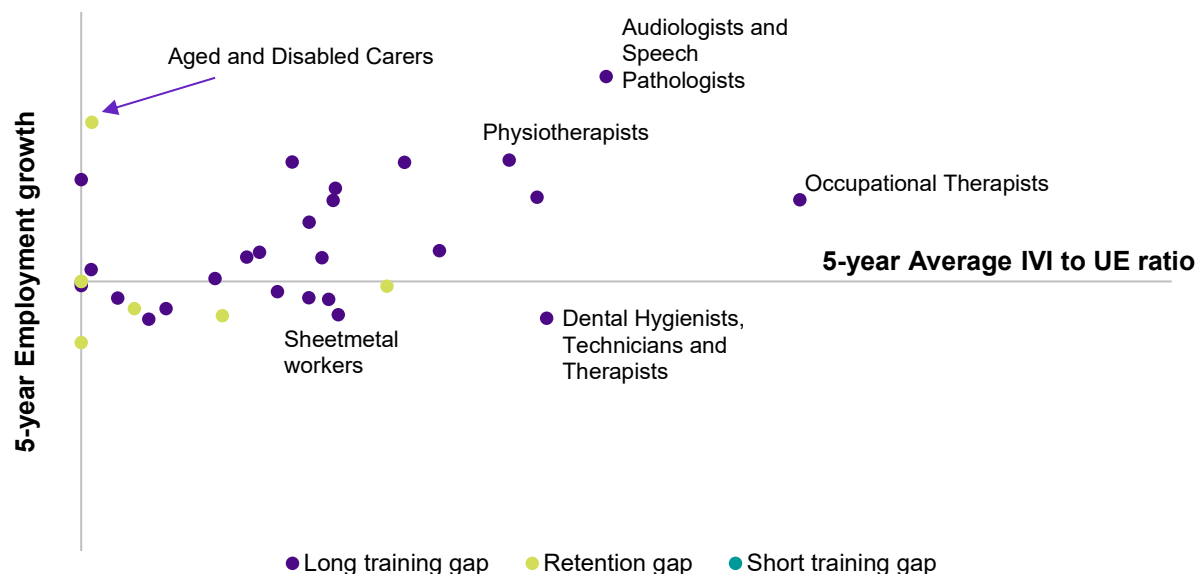 Audiologists and
Speech
Pathologists
Aged and Disabled Carers
Physiotherapists
Occupational Therapists
5-year Employment growth
5-year Average IVI to UE ratio
Sheetmetal
workers
Dental Hygienists,
Technicians and
Therapists
Long training gap
Retention gap
Short training gap